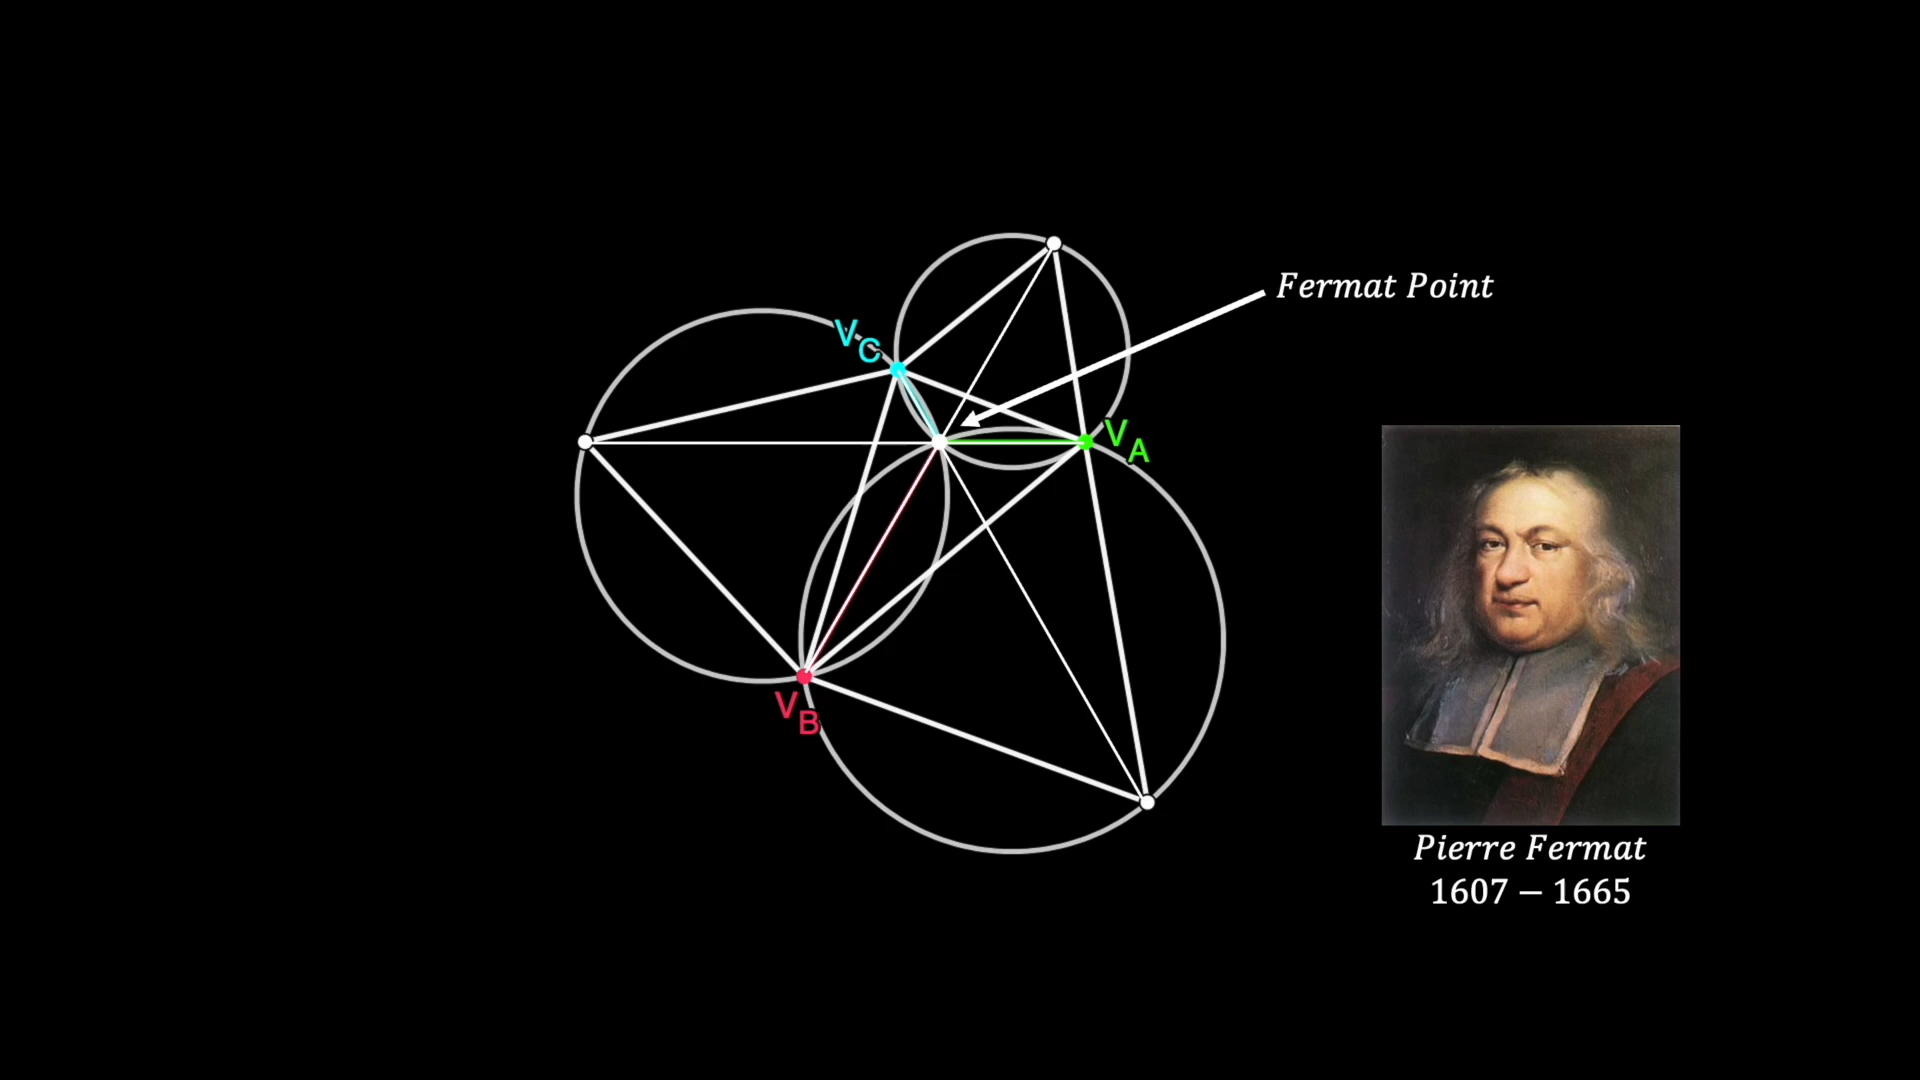 Fermat Point
V_C
V_A
V_B
Pierre Fermat
1607 – 1665